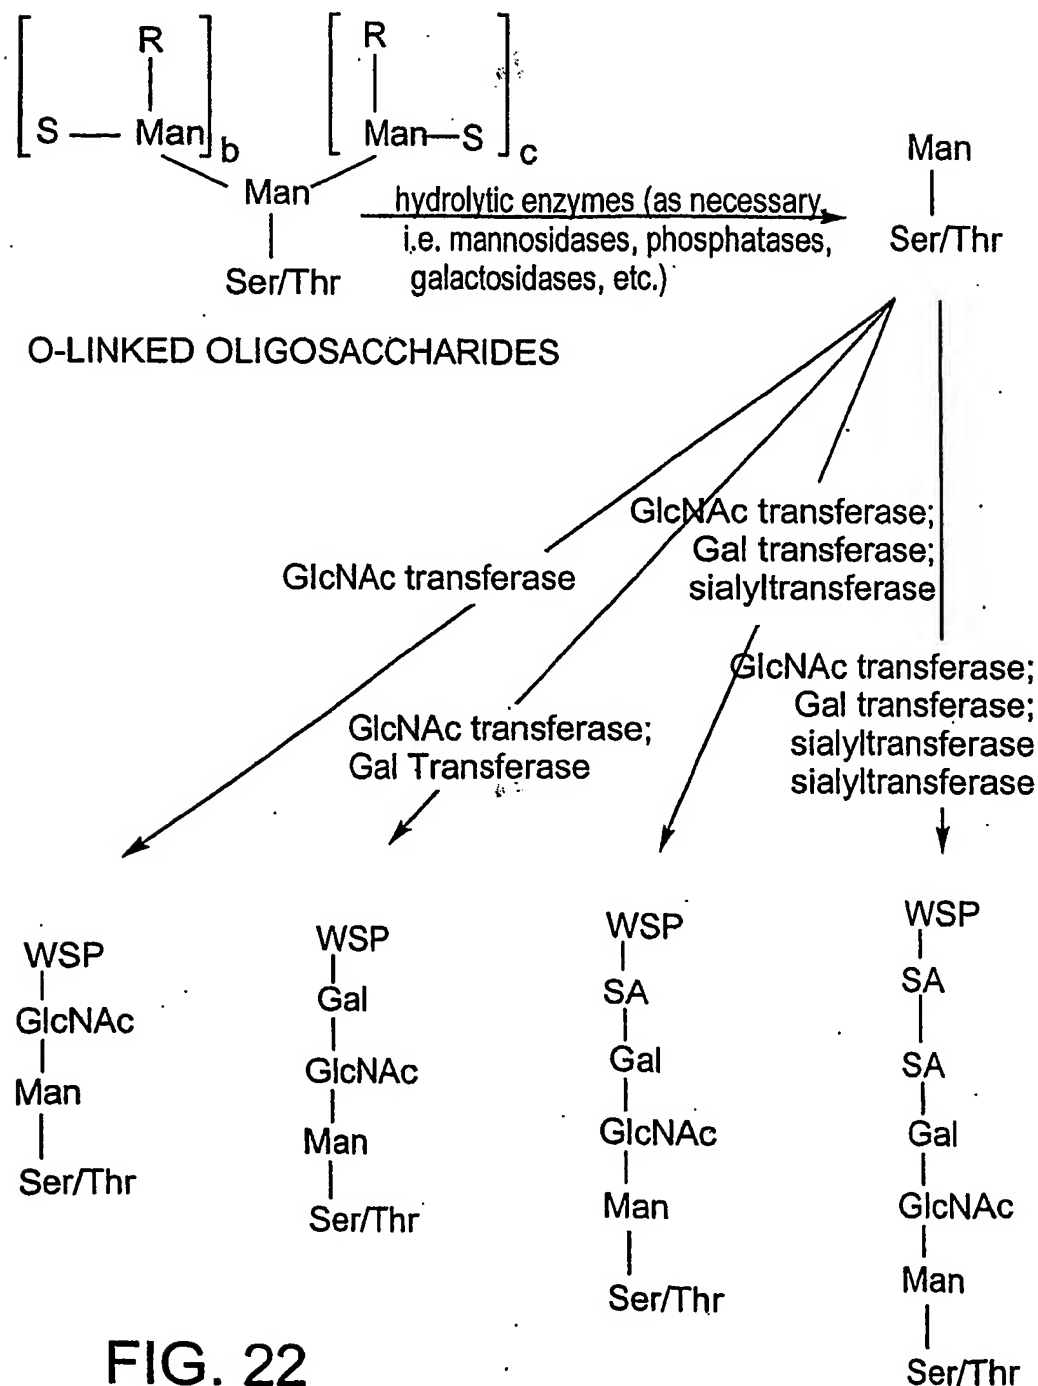 R
R
S — Man
b
Man—S
c
Man
Ser/Thr
hydrolytic enzymes (as necessary,
i.e. mannosidases, phosphatases,
galactosidases, etc.)
Man
Ser/Thr
O-LINKED OLIGOSACCHARIDES
GlcNAc transferase
GlcNAc transferase;
Gal Transferase
GlcNAc transferase;
Gal transferase;
sialyltransferase
GlcNAc transferase;
Gal transferase;
sialyltransferase
sialyltransferase
WSP
GlcNAc
Man
Ser/Thr
WSP
Gal
GlcNAc
Man
Ser/Thr
WSP
SA
Gal
GlcNAc
Man
Ser/Thr
WSP
SA
SA
Gal
GlcNAc
Man
Ser/Thr
FIG. 22